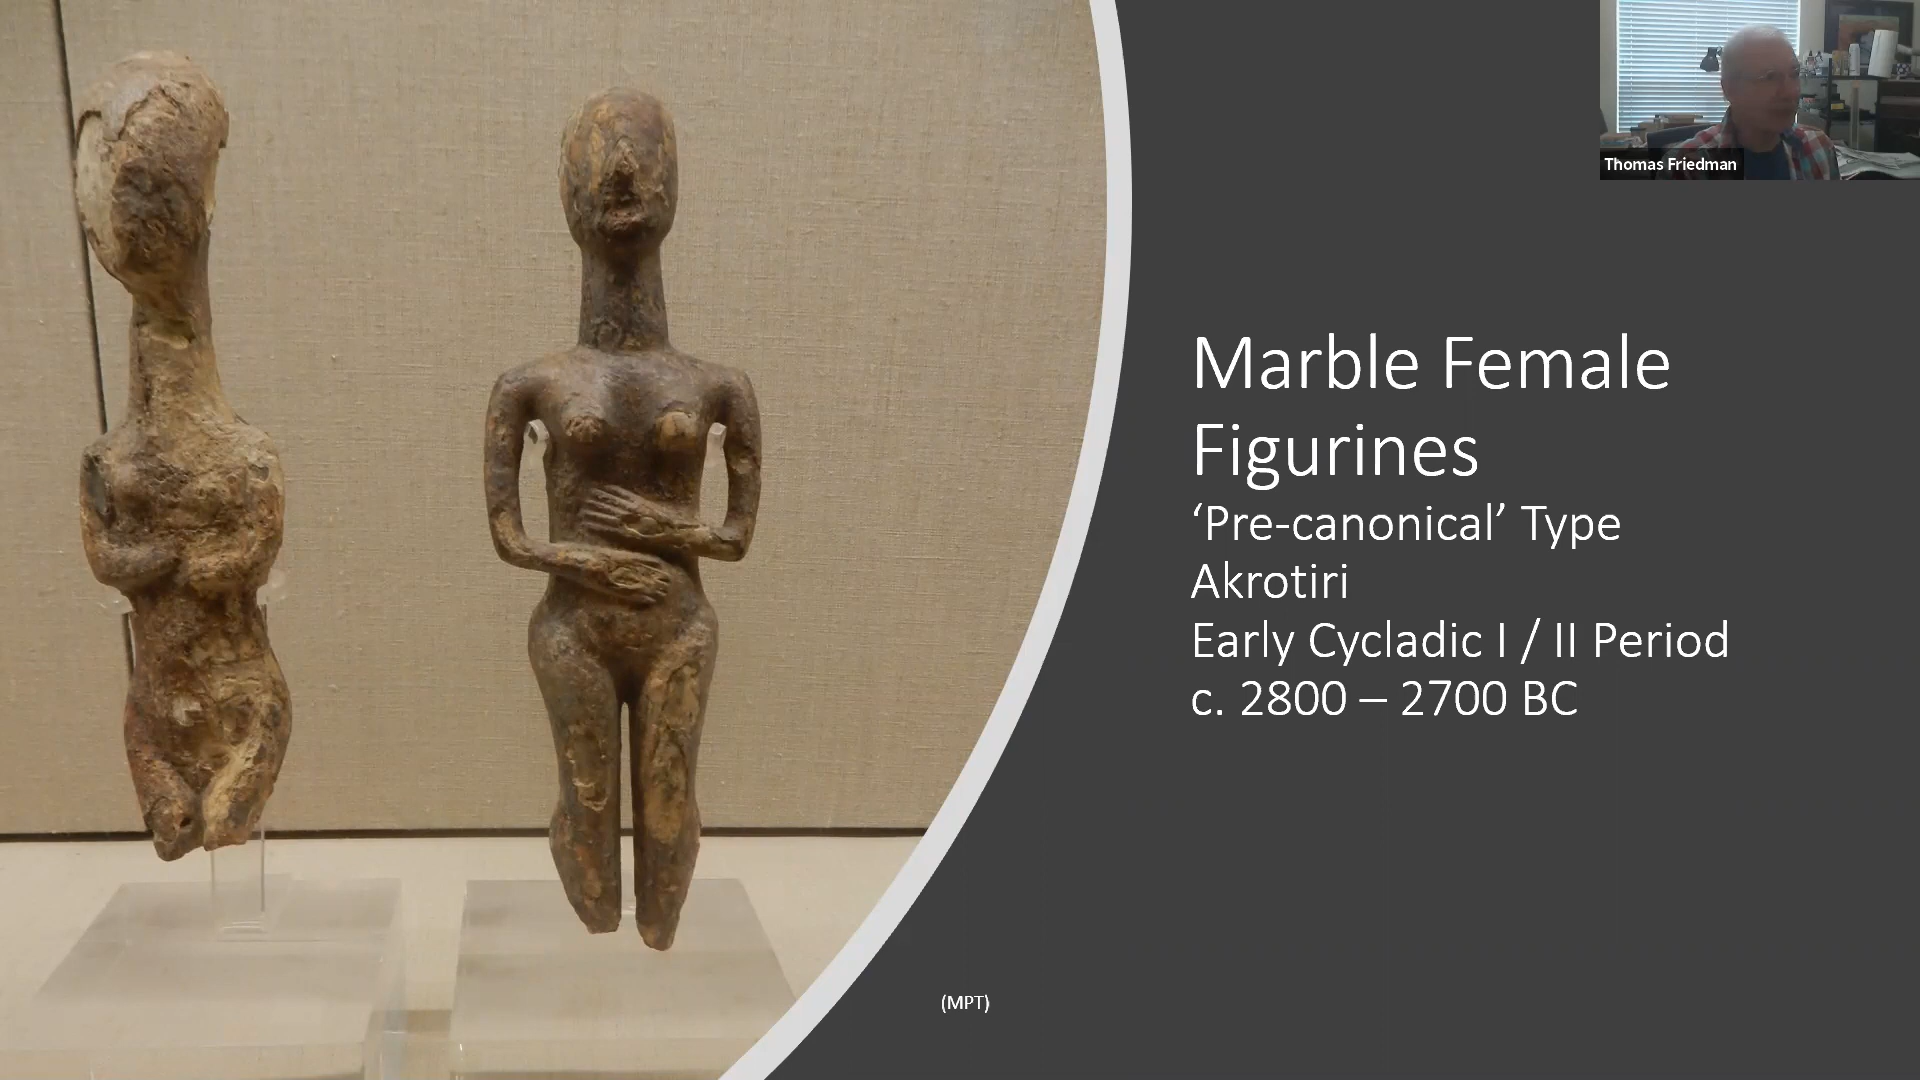 Thomas Friedman
Marble Female
Figurines
‘Pre-canonical’ Type
Akrotiri
Early Cycladic I / II Period
c. 2800 – 2700 BC
(MPT)